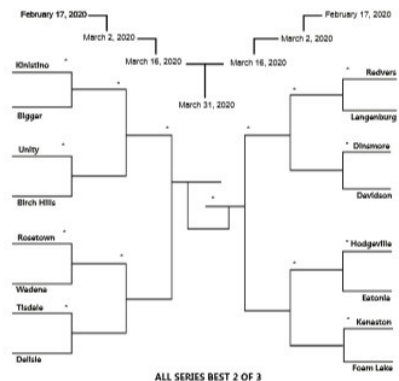 February 17, 2020
February 17, 2020
March 2, 2020
March 2, 2020
March 16, 2020
March 16, 2020
March 31, 2020
Kinistino *
Biggar
Unity *
Birch Hills
Rosetown *
Wadena
Tisdale *
Delisle
* Redvers
Langenburg
* Dinsmore
Davidson
* Hodgeville
Eatonia
* Kenaston
Foam Lake
ALL SERIES BEST 2 OF 3